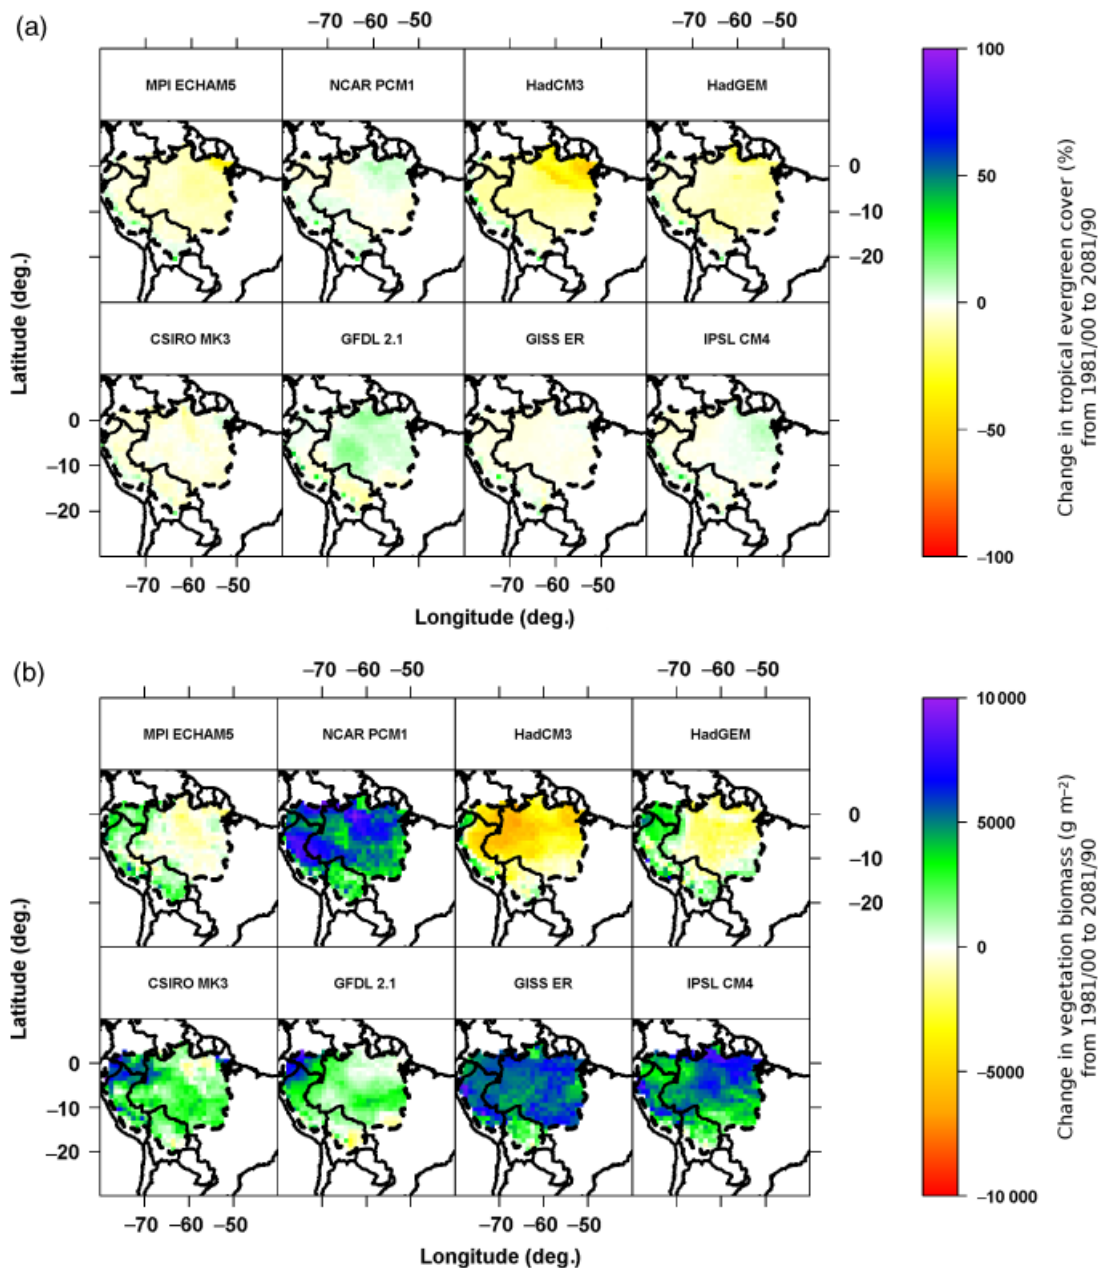 (a)
−70 −60 −50
−70 −60 −50
MPI ECHAM5 NCAR PCM1 HadCM3 HadGEM
0
−10
−20
CSIRO MK3 GFDL 2.1 GISS ER IPSL CM4
0
−10
−20
−70 −60 −50
−70 −60 −50
Longitude (deg.)
Latitude (deg.)
100
50
0
−50
−100
Change in tropical evergreen cover (%)
from 1981/00 to 2081/90
(b)
−70 −60 −50
−70 −60 −50
MPI ECHAM5 NCAR PCM1 HadCM3 HadGEM
0
−10
−20
CSIRO MK3 GFDL 2.1 GISS ER IPSL CM4
0
−10
−20
−70 −60 −50
−70 −60 −50
Longitude (deg.)
Latitude (deg.)
10 000
5000
0
−5000
−10 000
Change in vegetation biomass (g m−2)
from 1981/00 to 2081/90